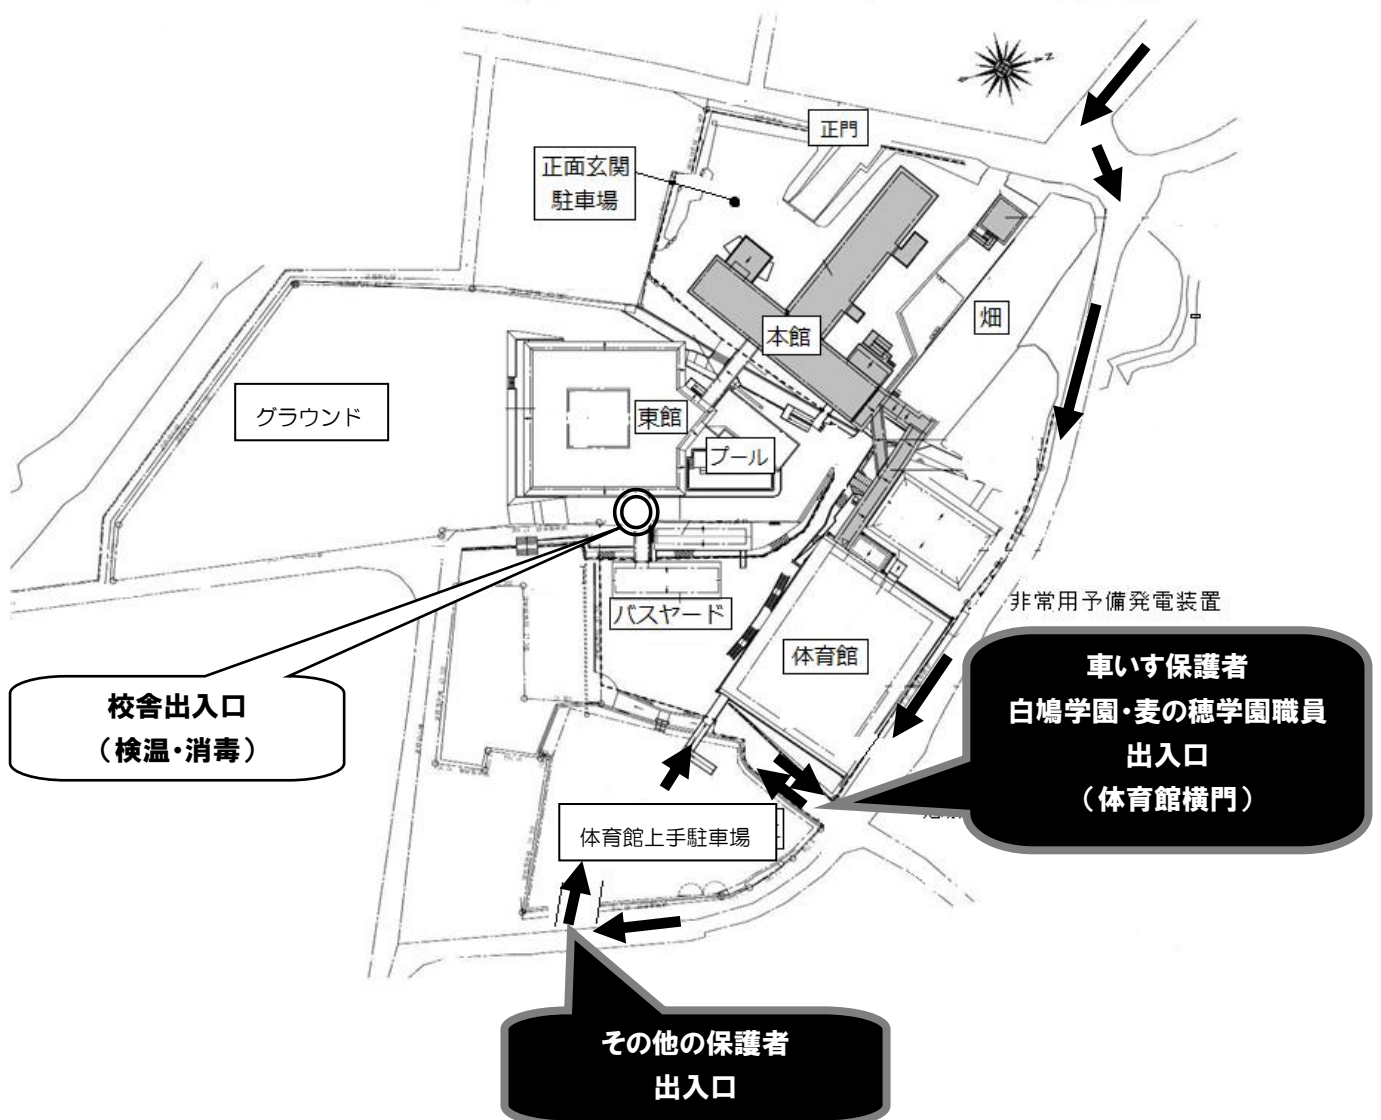 正門
正面玄関
駐車場
本館
畑
グラウンド
東館
プール
バスヤード
非常用予備発電装置
体育館
校舎出入口
（検温・消毒）
車いす保護者
白鳩学園・麦の穂学園職員
出入口
（体育館横門）
体育館上手駐車場
その他の保護者
出入口